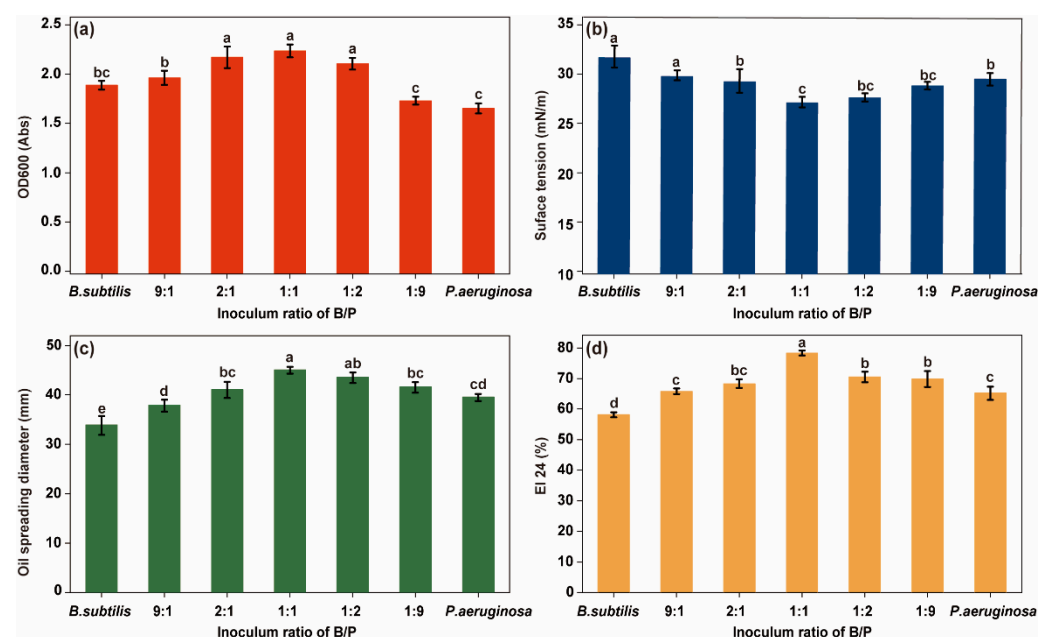 (a)
OD600 (Abs)
2.5
2.0
1.5
1.0
0.5
0.0
bc
b
a
a
a
c
c
B.subtilis 9:1 2:1 1:1 1:2 1:9 P.aeruginosa
Inoculum ratio of B/P
(b)
Suface tension (mN/m)
35
30
25
20
15
10
a
a
b
c
bc
bc
b
B.subtilis 9:1 2:1 1:1 1:2 1:9 P.aeruginosa
Inoculum ratio of B/P
(c)
Oil spreading diameter (mm)
50
40
30
20
10
0
e
d
bc
a
ab
bc
cd
B.subtilis 9:1 2:1 1:1 1:2 1:9 P.aeruginosa
Inoculum ratio of B/P
(d)
EI 24 (%)
80
70
60
50
40
30
20
10
0
d
c
bc
a
b
b
c
B.subtilis 9:1 2:1 1:1 1:2 1:9 P.aeruginosa
Inoculum ratio of B/P